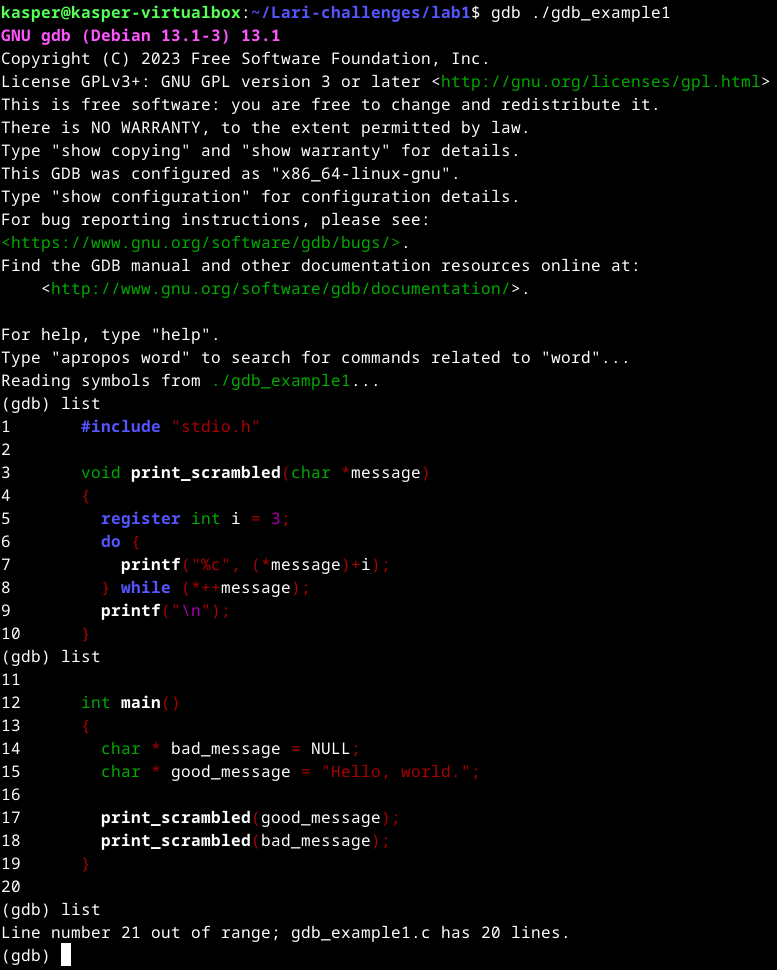 kasper@kasper-virtualbox:~/Lari-challenges/lab1$ gdb ./gdb_example1
GNU gdb (Debian 13.1-3) 13.1
Copyright (C) 2023 Free Software Foundation, Inc.
License GPLv3+: GNU GPL version 3 or later <http://gnu.org/licenses/gpl.html>
This is free software: you are free to change and redistribute it.
There is NO WARRANTY, to the extent permitted by law.
Type "show copying" and "show warranty" for details.
This GDB was configured as "x86_64-linux-gnu".
Type "show configuration" for configuration details.
For bug reporting instructions, please see:
<https://www.gnu.org/software/gdb/bugs/>.
Find the GDB manual and other documentation resources online at:
    <http://www.gnu.org/software/gdb/documentation/>.

For help, type "help".
Type "apropos word" to search for commands related to "word"...
Reading symbols from ./gdb_example1...
(gdb) list
1       #include "stdio.h"
2
3       void print_scrambled(char *message)
4       {
5         register int i = 3;
6         do {
7           printf("%c", (*message)+i);
8         } while (*++message);
9         printf("\n");
10      }
(gdb) list
11
12      int main()
13      {
14        char * bad_message = NULL;
15        char * good_message = "Hello, world.";
16
17        print_scrambled(good_message);
18        print_scrambled(bad_message);
19      }
20
(gdb) list
Line number 21 out of range; gdb_example1.c has 20 lines.
(gdb)